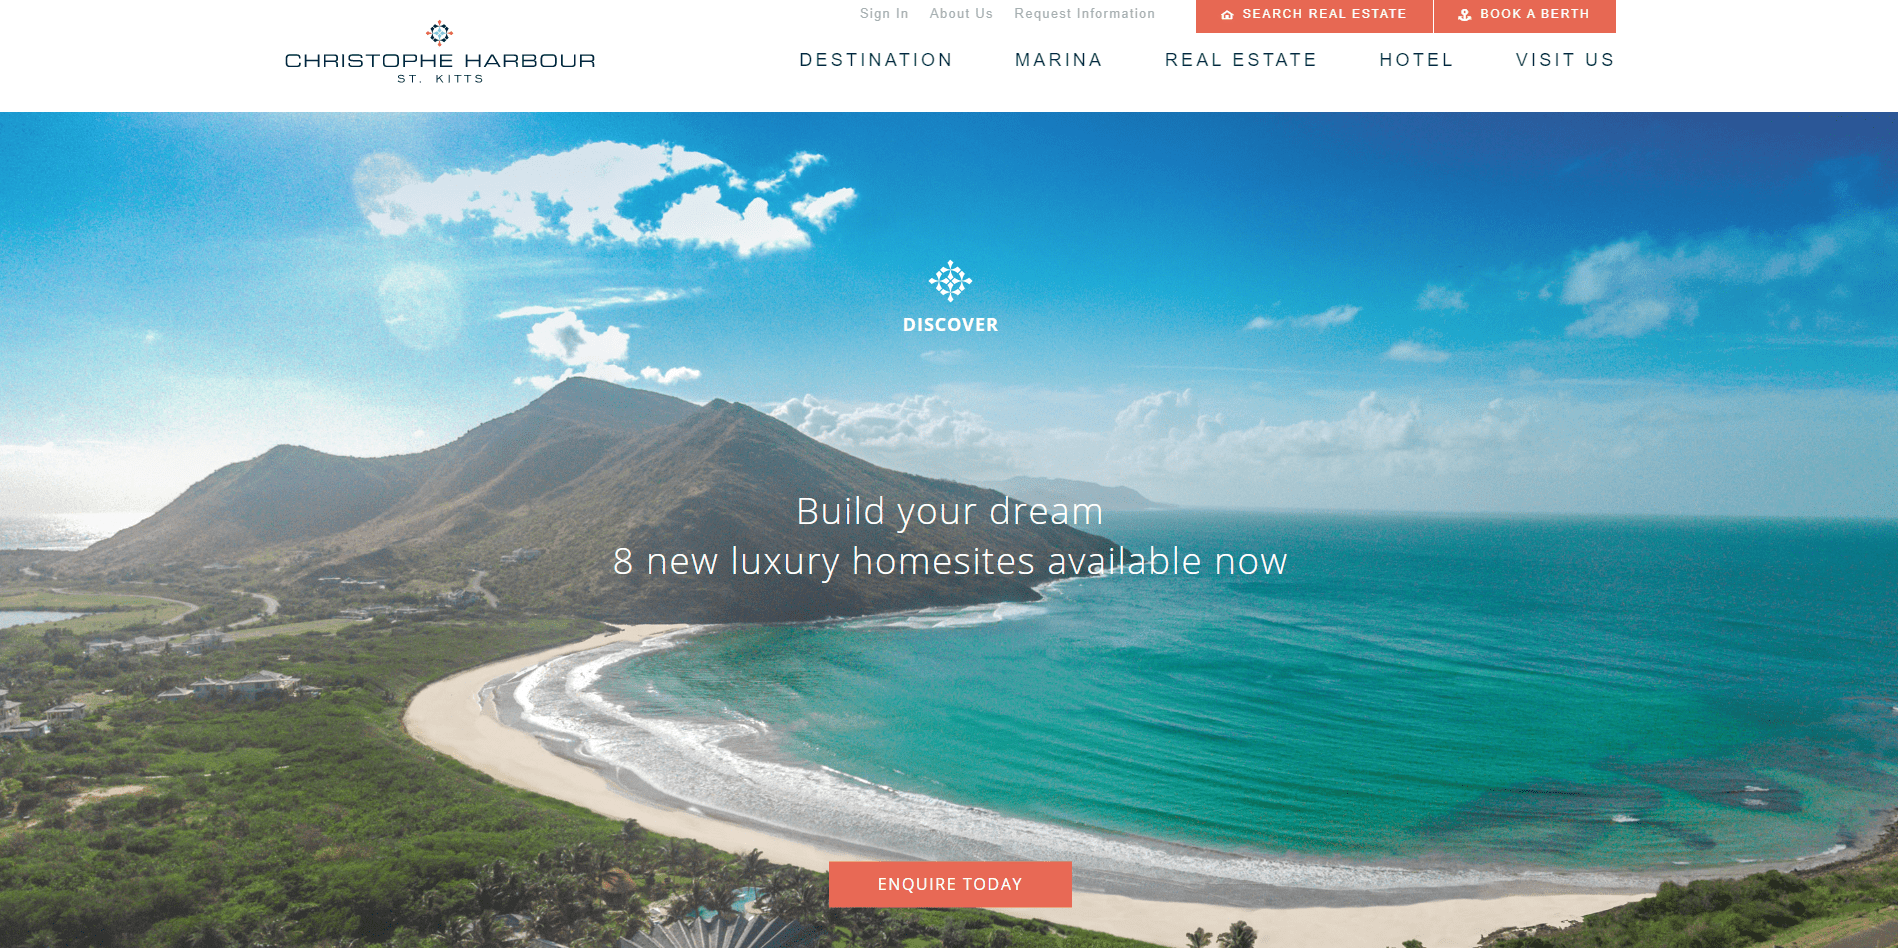 Sign In About Us Request Information SEARCH REAL ESTATE BOOK A BERTH
CHRISTOPHE HARBOUR
ST. KITTS
DESTINATION MARINA REAL ESTATE HOTEL VISIT US
DISCOVER
Build your dream
8 new luxury homesites available now
ENQUIRE TODAY